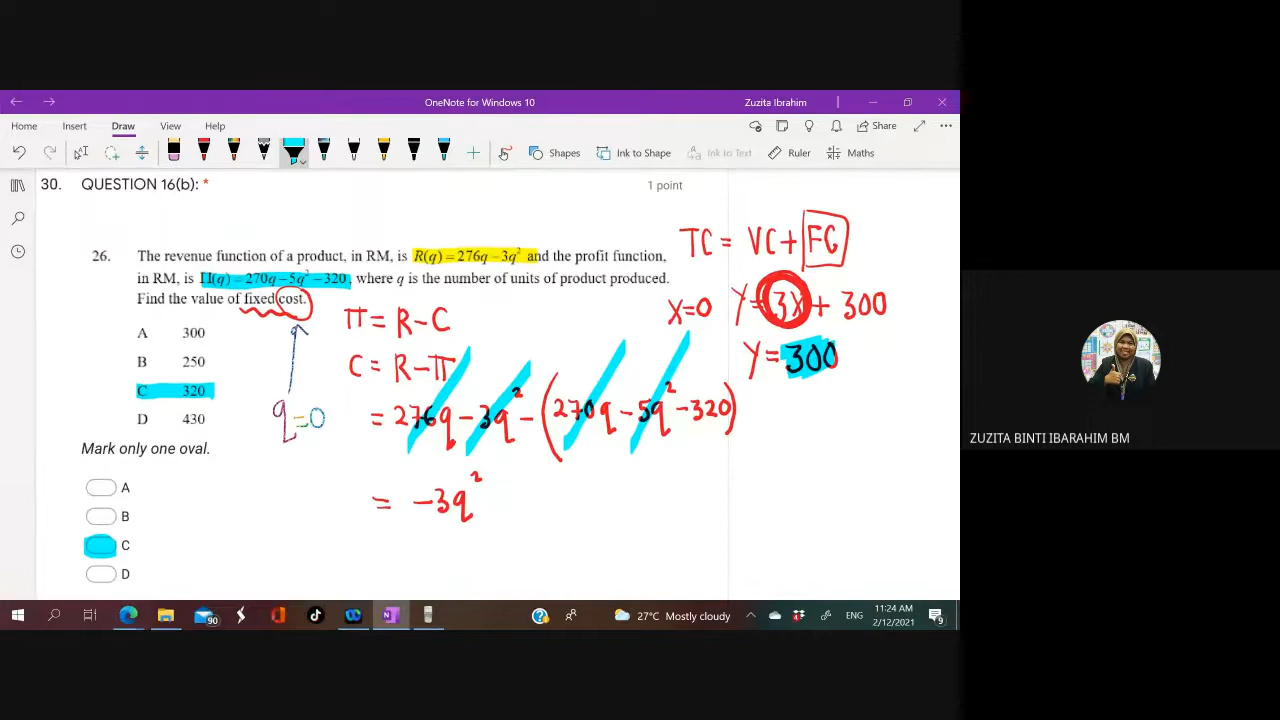 OneNote for Windows 10
Zuzita Ibrahim
Home Insert Draw View Help
Share
Shapes Ink to Shape Ink to Text Ruler Maths
30. QUESTION 16(b): *
1 point
26. The revenue function of a product, in RM, is R(q) = 276q − 3q² and the profit function,
in RM, is Π(q) = 270q − 5q² − 320, where q is the number of units of product produced.
Find the value of fixed cost.
A 300
B 250
C 320
D 430
Mark only one oval.
A
B
C
D
q = 0
π = R − C
C = R − π
= 276q − 3q² − (270q − 5q² − 320)
= −3q²
TC = VC + FC
X=0 Y = 3X + 300
Y = 300
ZUZITA BINTI IBARAHIM BM
90
27°C Mostly cloudy
4
ENG
11:24 AM
2/12/2021
9